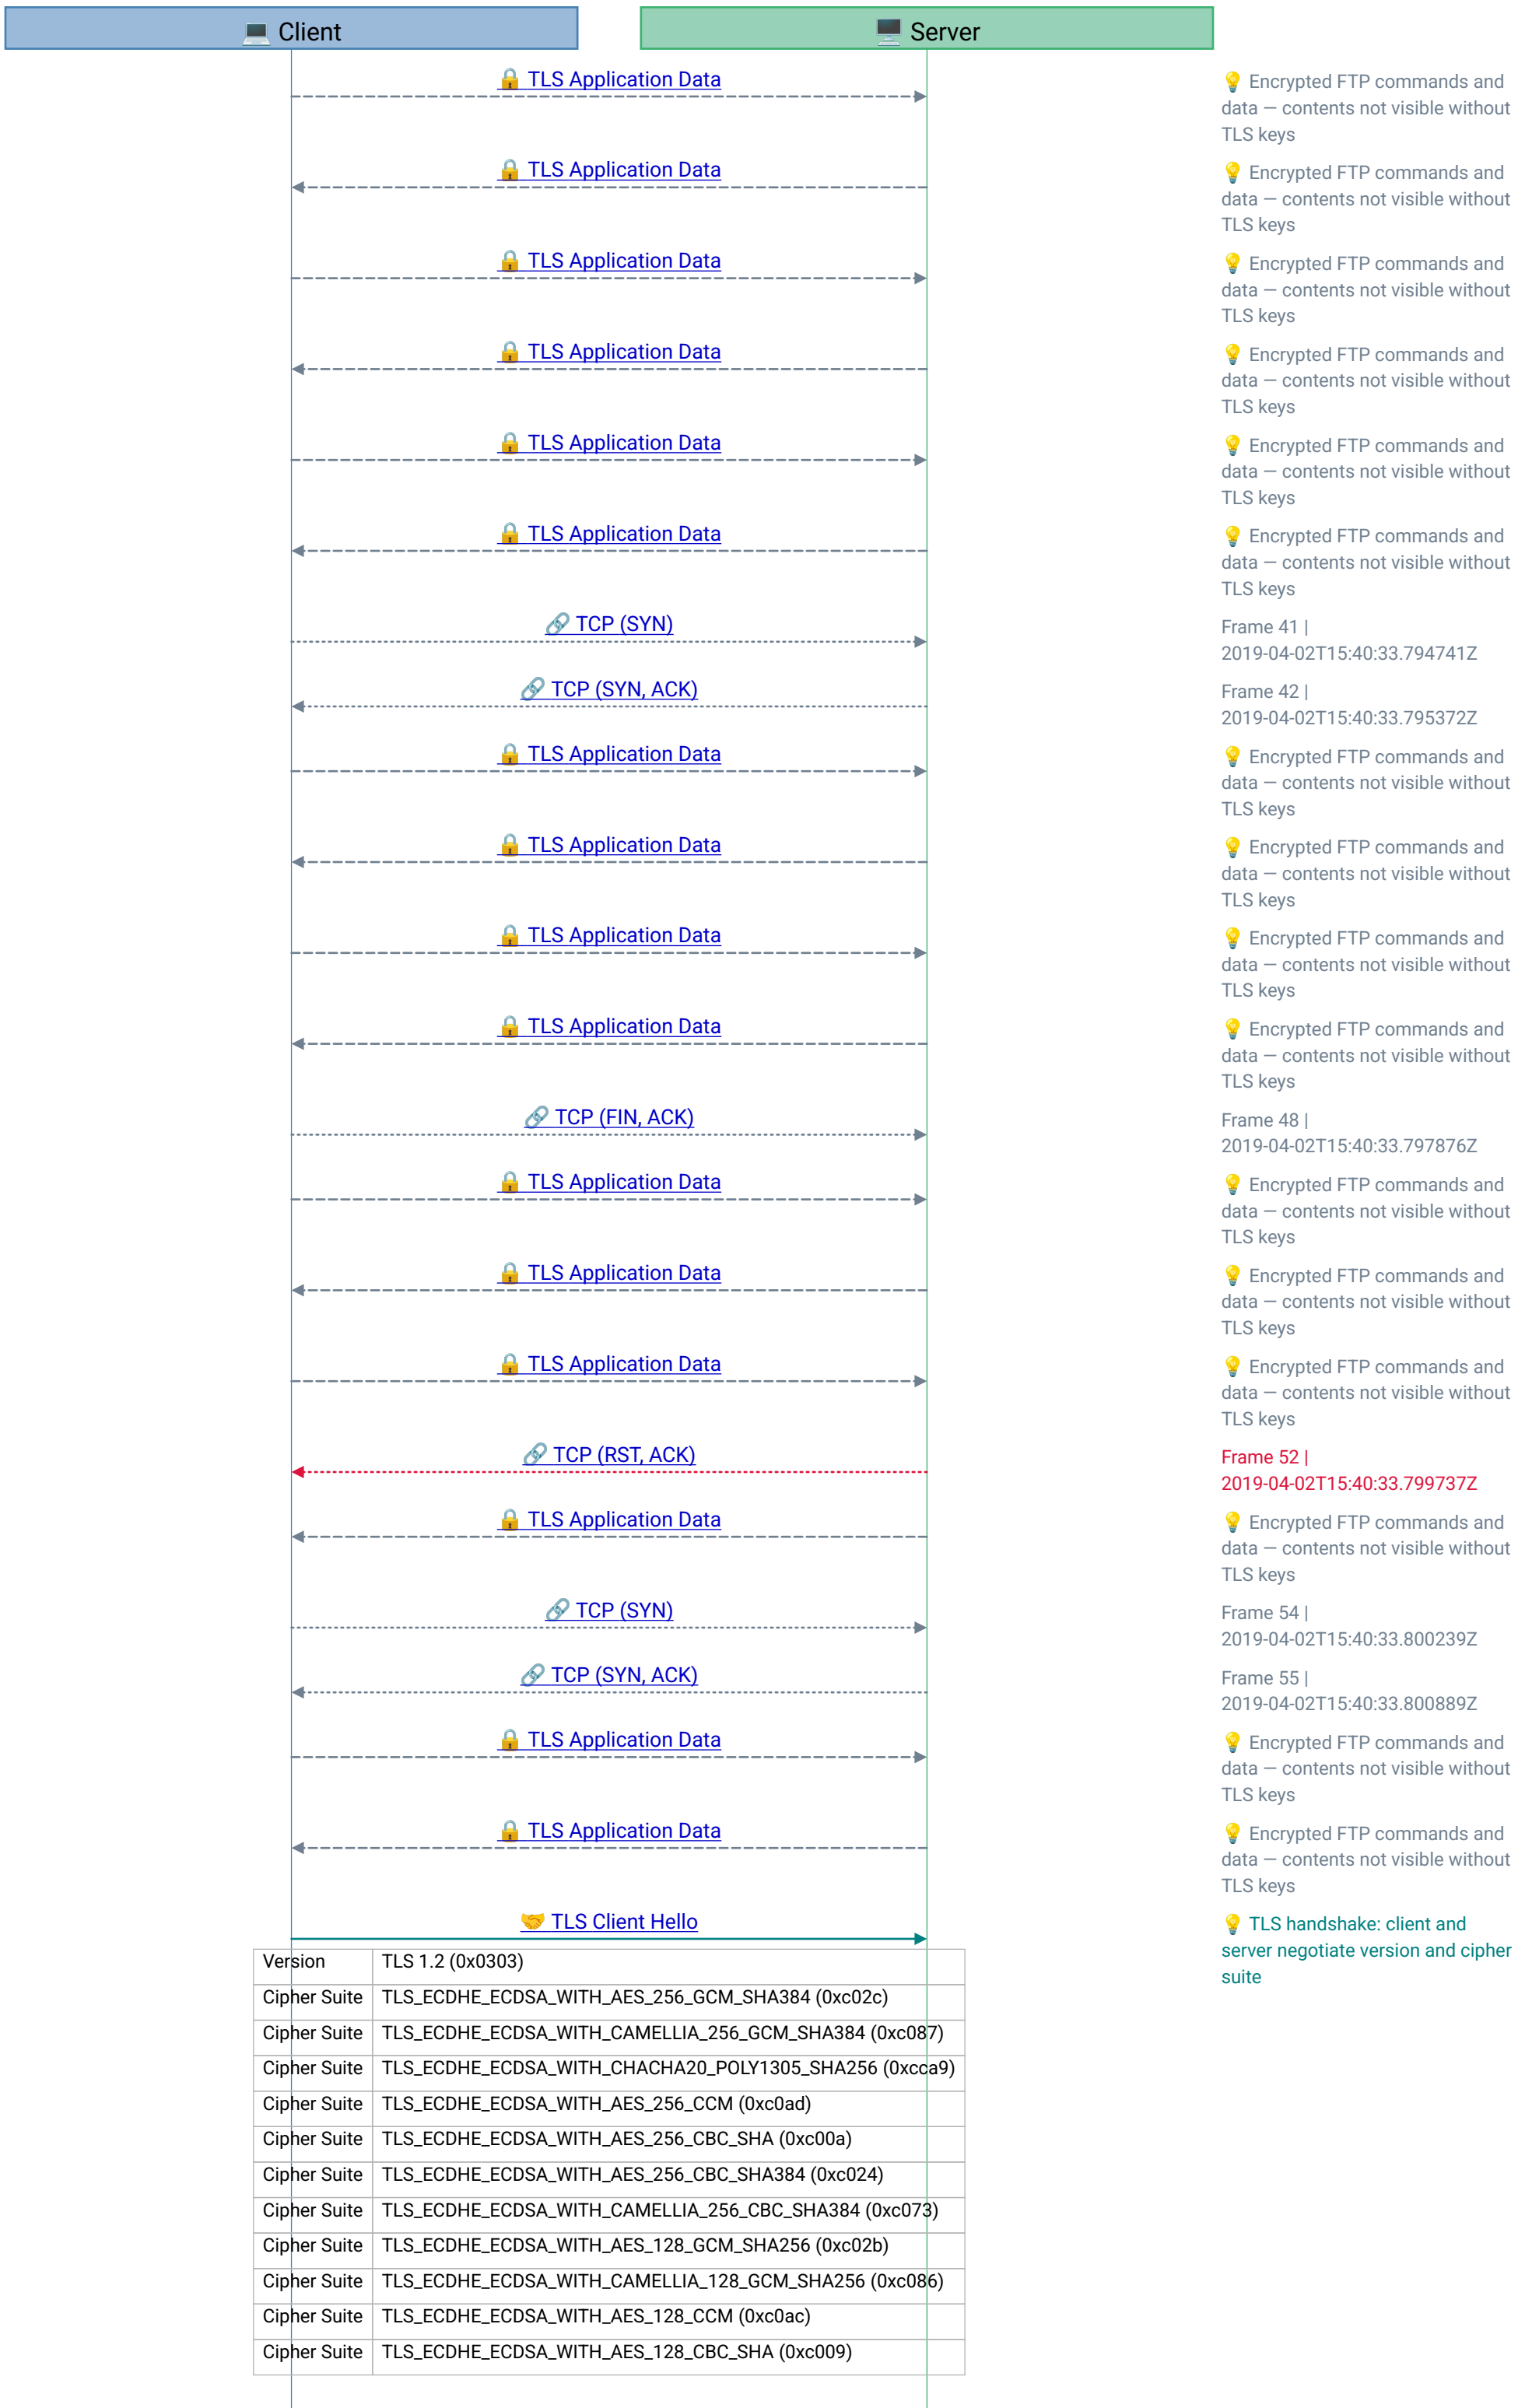 💻 Client
🖥️ Server
🔒 TLS Application Data
💡 Encrypted FTP commands and
data — contents not visible without
TLS keys
🔒 TLS Application Data
💡 Encrypted FTP commands and
data — contents not visible without
TLS keys
🔒 TLS Application Data
💡 Encrypted FTP commands and
data — contents not visible without
TLS keys
🔒 TLS Application Data
💡 Encrypted FTP commands and
data — contents not visible without
TLS keys
🔒 TLS Application Data
💡 Encrypted FTP commands and
data — contents not visible without
TLS keys
🔒 TLS Application Data
💡 Encrypted FTP commands and
data — contents not visible without
TLS keys
🔗 TCP (SYN)
Frame 41 |
2019-04-02T15:40:33.794741Z
🔗 TCP (SYN, ACK)
Frame 42 |
2019-04-02T15:40:33.795372Z
🔒 TLS Application Data
💡 Encrypted FTP commands and
data — contents not visible without
TLS keys
🔒 TLS Application Data
💡 Encrypted FTP commands and
data — contents not visible without
TLS keys
🔒 TLS Application Data
💡 Encrypted FTP commands and
data — contents not visible without
TLS keys
🔒 TLS Application Data
💡 Encrypted FTP commands and
data — contents not visible without
TLS keys
🔗 TCP (FIN, ACK)
Frame 48 |
2019-04-02T15:40:33.797876Z
🔒 TLS Application Data
💡 Encrypted FTP commands and
data — contents not visible without
TLS keys
🔒 TLS Application Data
💡 Encrypted FTP commands and
data — contents not visible without
TLS keys
🔒 TLS Application Data
💡 Encrypted FTP commands and
data — contents not visible without
TLS keys
🔗 TCP (RST, ACK)
Frame 52 |
2019-04-02T15:40:33.799737Z
🔒 TLS Application Data
💡 Encrypted FTP commands and
data — contents not visible without
TLS keys
🔗 TCP (SYN)
Frame 54 |
2019-04-02T15:40:33.800239Z
🔗 TCP (SYN, ACK)
Frame 55 |
2019-04-02T15:40:33.800889Z
🔒 TLS Application Data
💡 Encrypted FTP commands and
data — contents not visible without
TLS keys
🔒 TLS Application Data
💡 Encrypted FTP commands and
data — contents not visible without
TLS keys
🤝 TLS Client Hello
💡 TLS handshake: client and
server negotiate version and cipher
suite
Version TLS 1.2 (0x0303)
Cipher Suite TLS_ECDHE_ECDSA_WITH_AES_256_GCM_SHA384 (0xc02c)
Cipher Suite TLS_ECDHE_ECDSA_WITH_CAMELLIA_256_GCM_SHA384 (0xc087)
Cipher Suite TLS_ECDHE_ECDSA_WITH_CHACHA20_POLY1305_SHA256 (0xcca9)
Cipher Suite TLS_ECDHE_ECDSA_WITH_AES_256_CCM (0xc0ad)
Cipher Suite TLS_ECDHE_ECDSA_WITH_AES_256_CBC_SHA (0xc00a)
Cipher Suite TLS_ECDHE_ECDSA_WITH_AES_256_CBC_SHA384 (0xc024)
Cipher Suite TLS_ECDHE_ECDSA_WITH_CAMELLIA_256_CBC_SHA384 (0xc073)
Cipher Suite TLS_ECDHE_ECDSA_WITH_AES_128_GCM_SHA256 (0xc02b)
Cipher Suite TLS_ECDHE_ECDSA_WITH_CAMELLIA_128_GCM_SHA256 (0xc086)
Cipher Suite TLS_ECDHE_ECDSA_WITH_AES_128_CCM (0xc0ac)
Cipher Suite TLS_ECDHE_ECDSA_WITH_AES_128_CBC_SHA (0xc009)